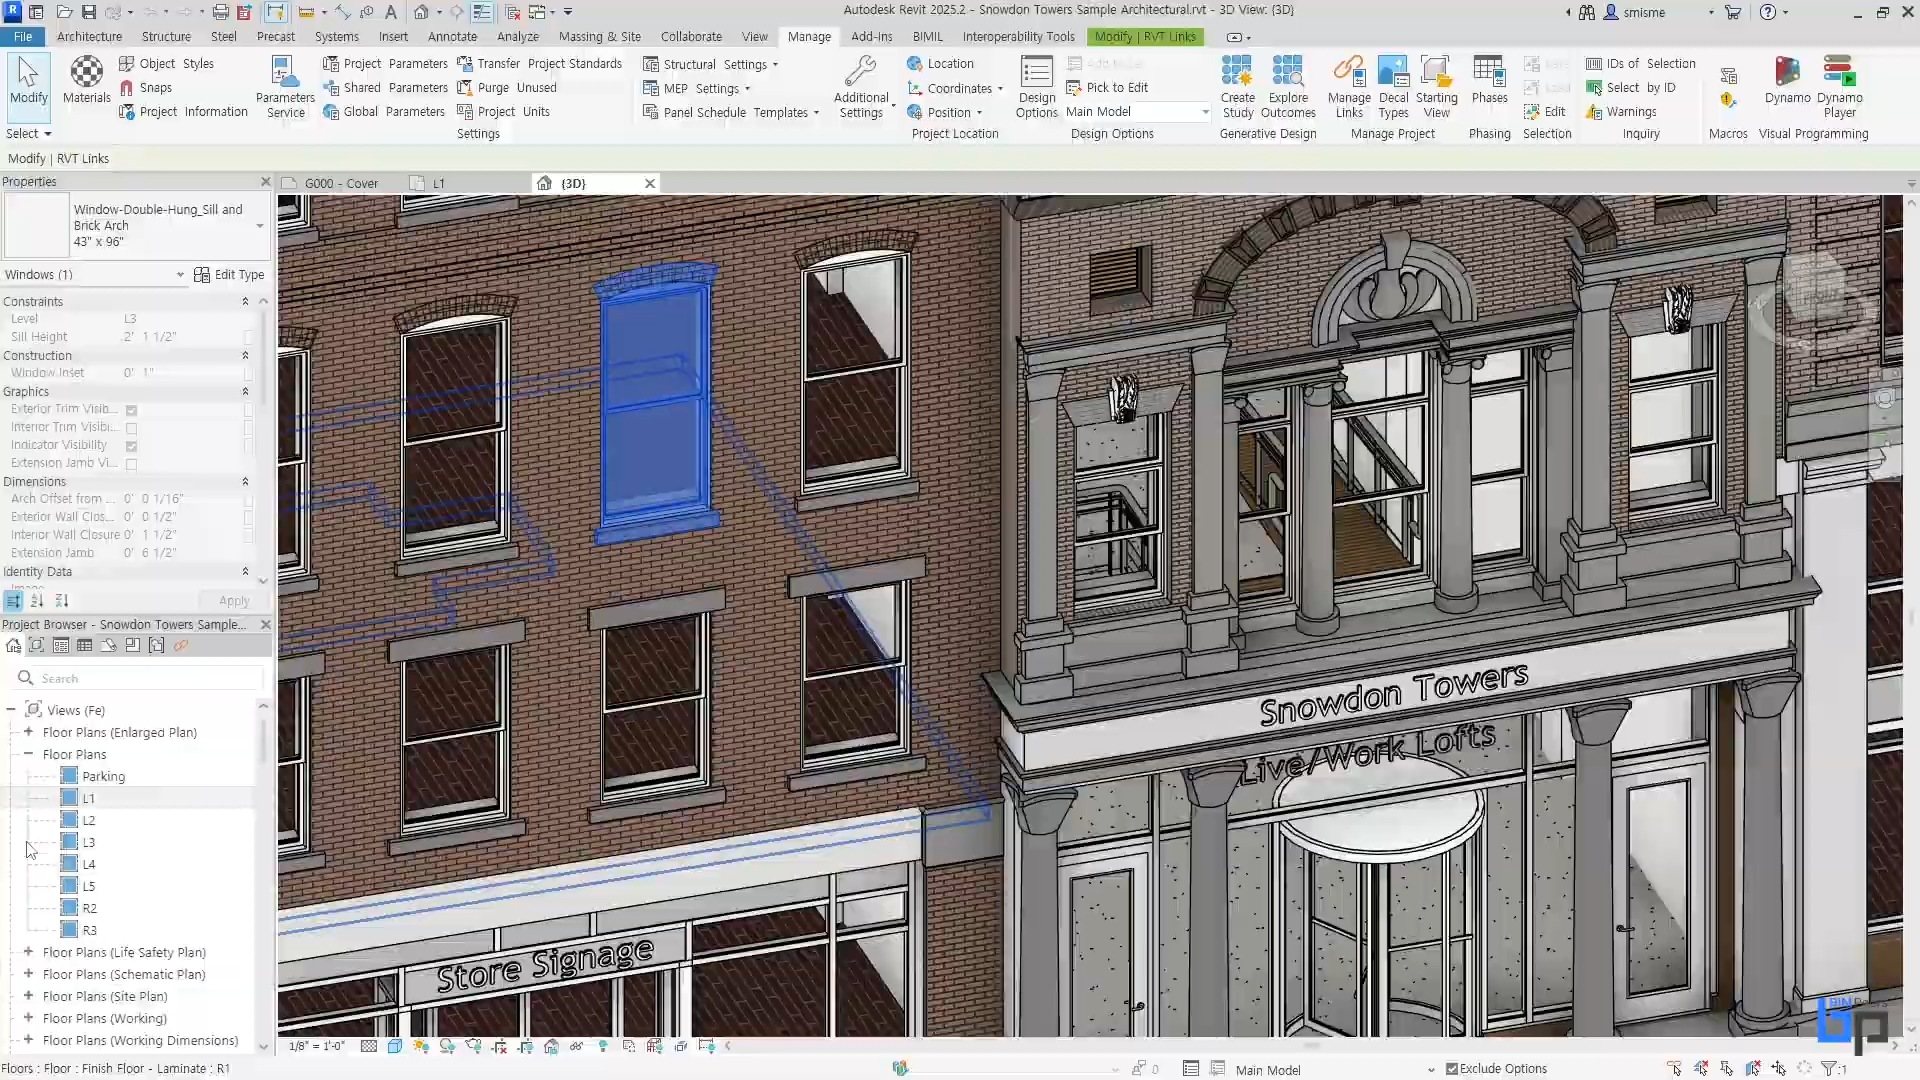 Autodesk Revit 2025.2 - Snowdon Towers Sample Architectural.rvt - 3D View: {3D}
smisme
File Architecture Structure Steel Precast Systems Insert Annotate Analyze Massing & Site Collaborate View Manage Add-Ins BIMIL Interoperability Tools Modify | RVT Links
Modify
Select
Materials
Object Styles
Snaps
Project Information
Parameters Service
Project Parameters
Shared Parameters
Global Parameters
Transfer Project Standards
Purge Unused
Project Units
Settings
Structural Settings
MEP Settings
Panel Schedule Templates
Additional Settings
Location
Coordinates
Position
Project Location
Design Options
Add to Set
Pick to Edit
Main Model
Design Options
Create Study
Explore Outcomes
Generative Design
Manage Links
Decal Types
Starting View
Manage Project
Phases
Phasing
Save
Load
Edit
Selection
IDs of Selection
Select by ID
Warnings
Inquiry
Macros
Dynamo
Dynamo Player
Visual Programming
Modify | RVT Links
Properties
Window-Double-Hung_Sill and
Brick Arch
43" x 96"
Windows (1)
Edit Type
Constraints
Level L3
Sill Height 2' 1 1/2"
Construction
Window Inset 0' 1"
Graphics
Exterior Trim Visib...
Interior Trim Visibi...
Indicator Visibility
Extension Jamb Vi...
Dimensions
Arch Offset from ... 0' 0 1/16"
Exterior Wall Clos... 0' 0 1/2"
Interior Wall Closure 0' 1 1/2"
Extension Jamb 0' 6 1/2"
Identity Data
Apply
Project Browser - Snowdon Towers Sample...
Search
Views (Fe)
Floor Plans (Enlarged Plan)
Floor Plans
Parking
L1
L2
L3
L4
L5
R2
R3
Floor Plans (Life Safety Plan)
Floor Plans (Schematic Plan)
Floor Plans (Site Plan)
Floor Plans (Working)
Floor Plans (Working Dimensions)
G000 - Cover
L1
{3D}
Snowdon Towers
Live/Work Lofts
Store Signage
1/8" = 1'-0"
Floors : Floor : Finish Floor - Laminate : R1
0
Main Model
Exclude Options
:1
bp